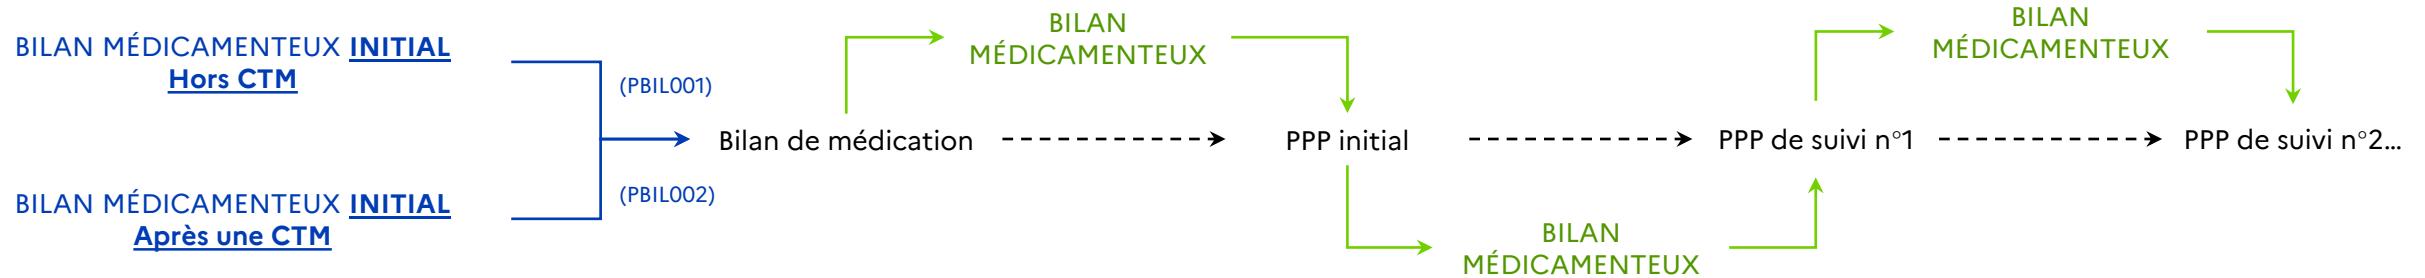 BILAN MÉDICAMENTEUX INITIAL
Hors CTM
BILAN MÉDICAMENTEUX INITIAL
Après une CTM
(PBIL001)
(PBIL002)
Bilan de médication
BILAN
MÉDICAMENTEUX
PPP initial
BILAN
MÉDICAMENTEUX
PPP de suivi n°1
BILAN
MÉDICAMENTEUX
PPP de suivi n°2...